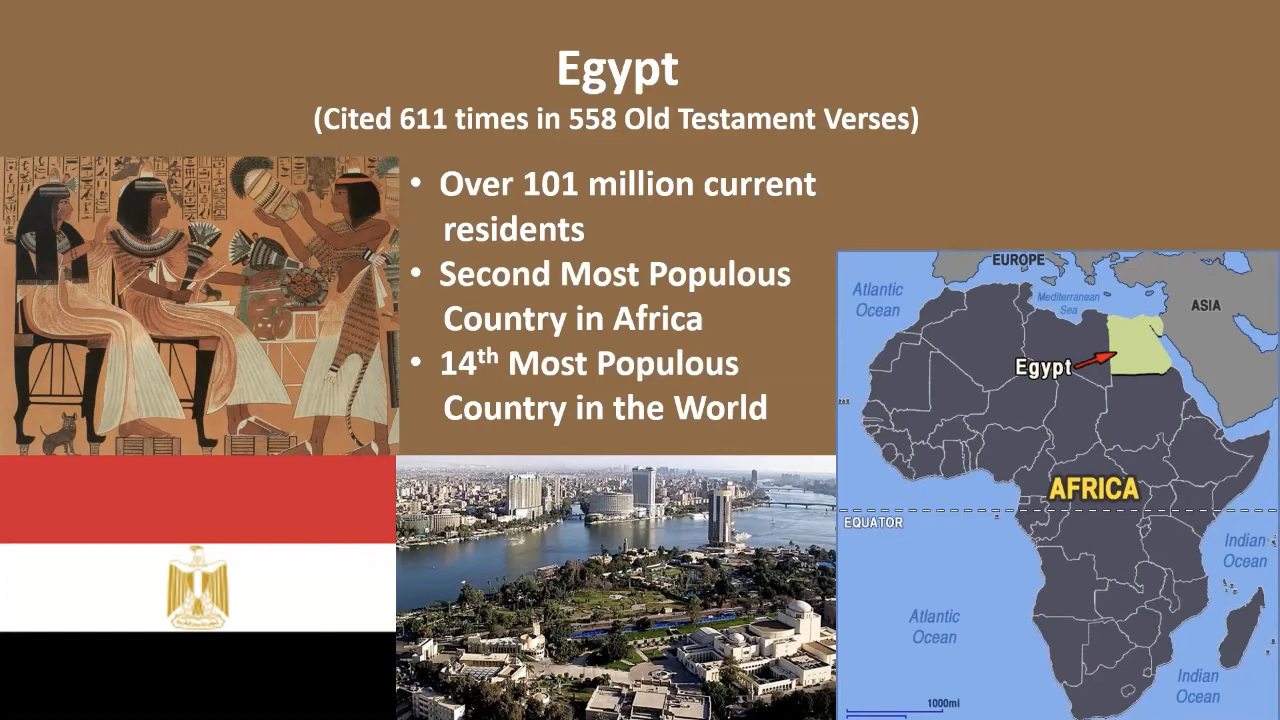 Egypt
(Cited 611 times in 558 Old Testament Verses)
• Over 101 million current
residents
• Second Most Populous
Country in Africa
• 14th Most Populous
Country in the World
EUROPE
Atlantic
Ocean
Mediterranean
Sea
ASIA
Egypt
AFRICA
EQUATOR
Indian
Ocean
Atlantic
Ocean
Indian
Ocean
1000mi